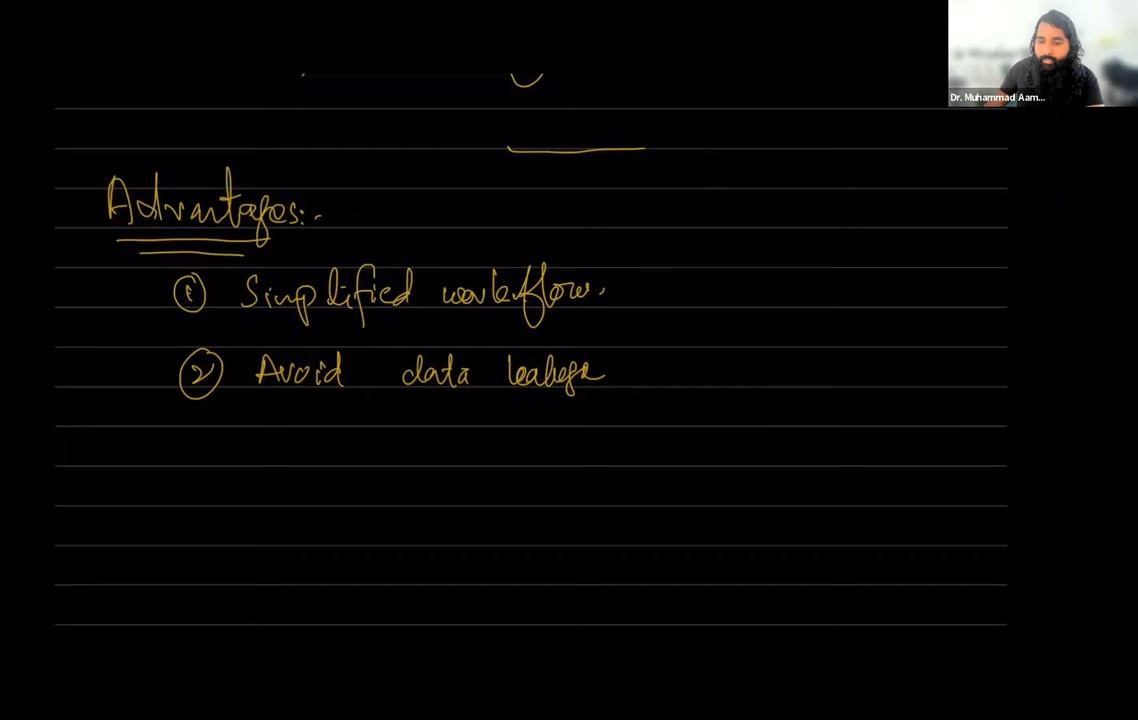 Dr. Muhammad Aam...
Advantages:-
① Simplified workflow.
② Avoid data leakage